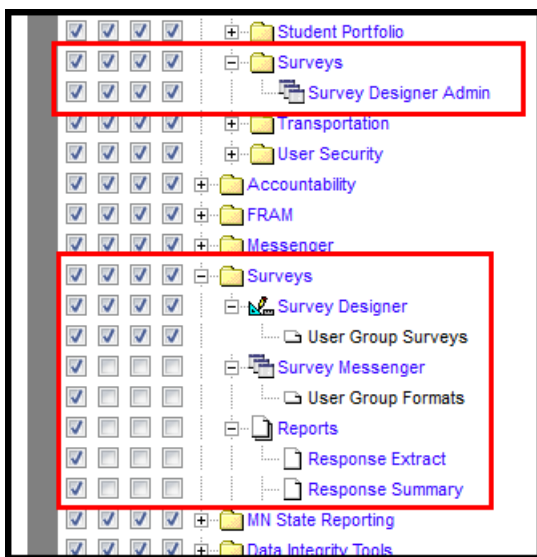 Student Portfolio
Surveys
Survey Designer Admin
Transportation
User Security
Accountability
FRAM
Messenger
Surveys
Survey Designer
User Group Surveys
Survey Messenger
User Group Formats
Reports
Response Extract
Response Summary
MN State Reporting
Data Integrity Tools